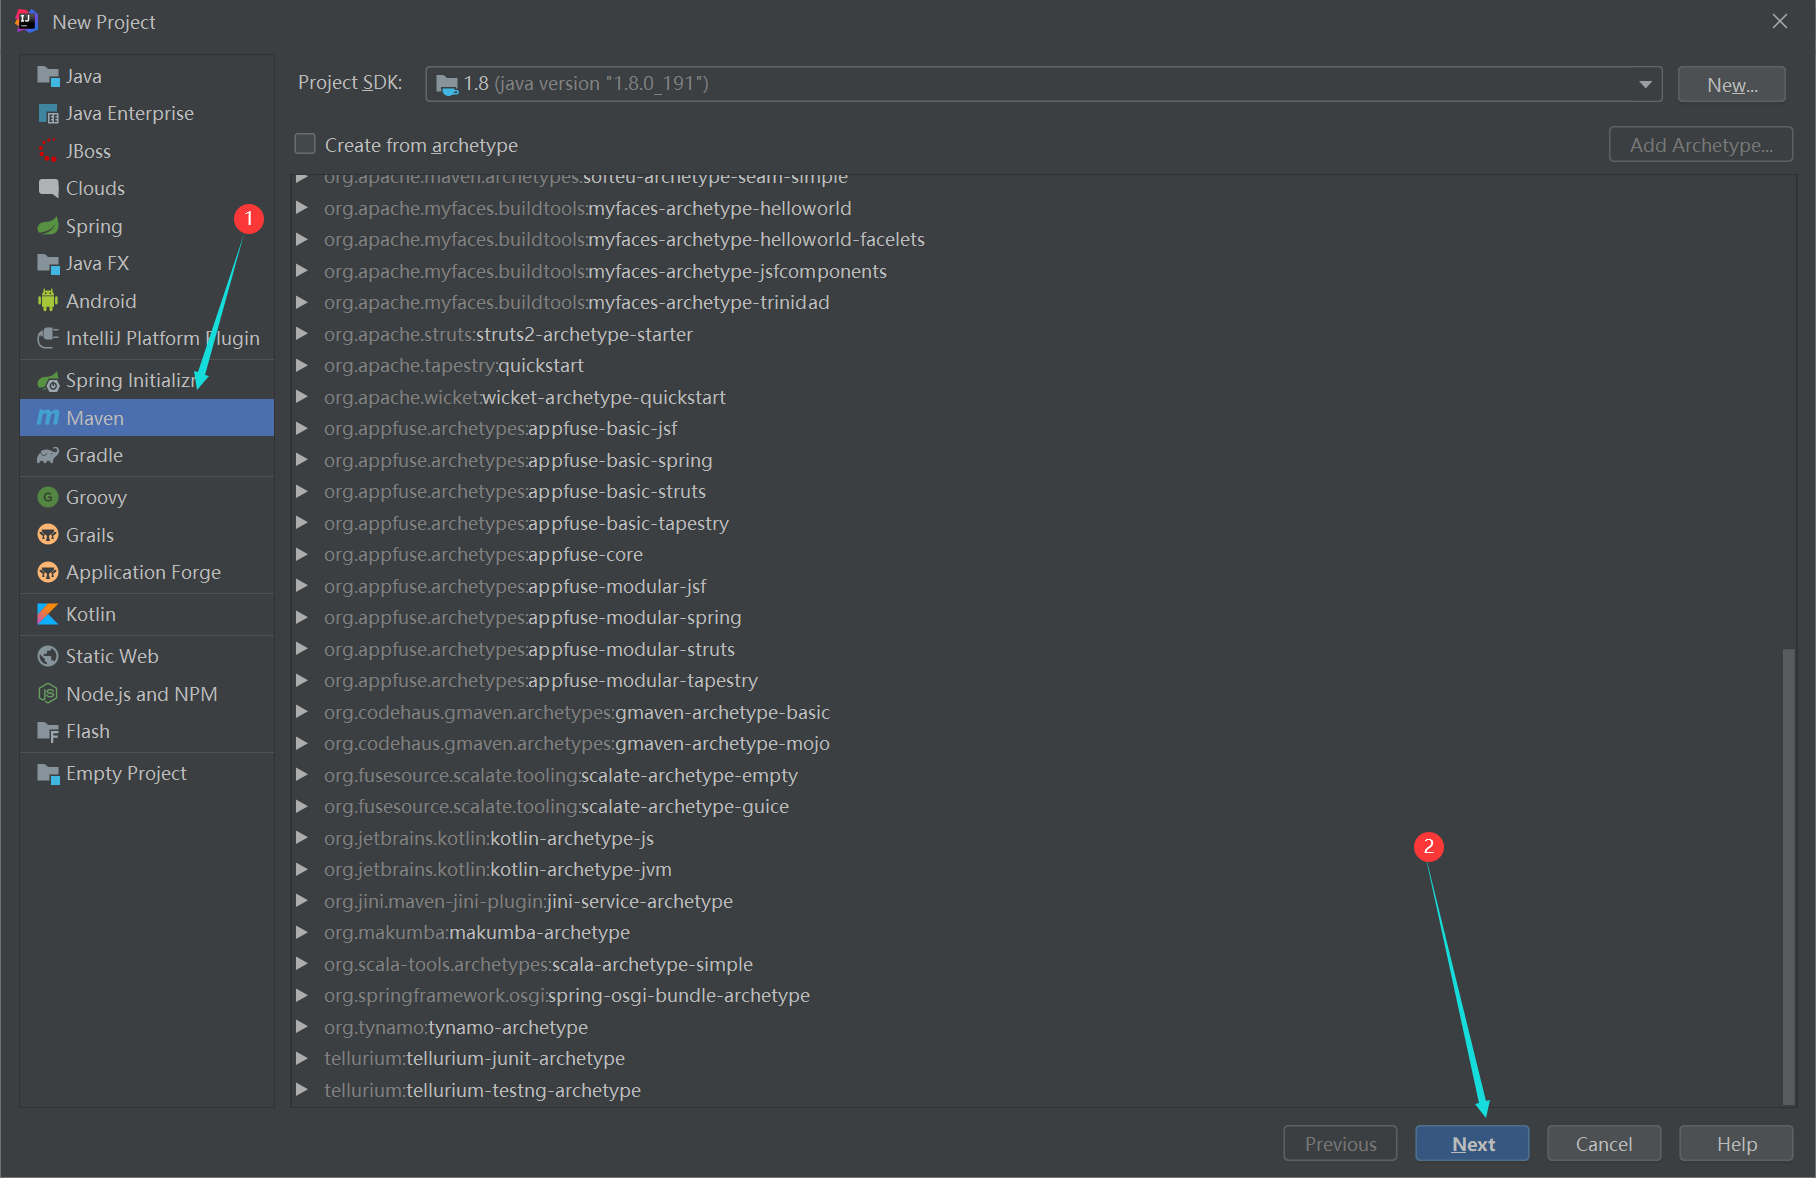 New Project
Java
Java Enterprise
JBoss
Clouds
Spring
Java FX
Android
IntelliJ Platform Plugin
Spring Initializr
Maven
Gradle
Groovy
Grails
Application Forge
Kotlin
Static Web
Node.js and NPM
Flash
Empty Project
1
Project SDK: 1.8 (java version "1.8.0_191") New...
Create from archetype Add Archetype...
org.apache.maven.archetypes:softeu-archetype-seam-simple
org.apache.myfaces.buildtools:myfaces-archetype-helloworld
org.apache.myfaces.buildtools:myfaces-archetype-helloworld-facelets
org.apache.myfaces.buildtools:myfaces-archetype-jsfcomponents
org.apache.myfaces.buildtools:myfaces-archetype-trinidad
org.apache.struts:struts2-archetype-starter
org.apache.tapestry:quickstart
org.apache.wicket:wicket-archetype-quickstart
org.appfuse.archetypes:appfuse-basic-jsf
org.appfuse.archetypes:appfuse-basic-spring
org.appfuse.archetypes:appfuse-basic-struts
org.appfuse.archetypes:appfuse-basic-tapestry
org.appfuse.archetypes:appfuse-core
org.appfuse.archetypes:appfuse-modular-jsf
org.appfuse.archetypes:appfuse-modular-spring
org.appfuse.archetypes:appfuse-modular-struts
org.appfuse.archetypes:appfuse-modular-tapestry
org.codehaus.gmaven.archetypes:gmaven-archetype-basic
org.codehaus.gmaven.archetypes:gmaven-archetype-mojo
org.fusesource.scalate.tooling:scalate-archetype-empty
org.fusesource.scalate.tooling:scalate-archetype-guice
org.jetbrains.kotlin:kotlin-archetype-js
org.jetbrains.kotlin:kotlin-archetype-jvm
org.jini.maven-jini-plugin:jini-service-archetype
org.makumba:makumba-archetype
org.scala-tools.archetypes:scala-archetype-simple
org.springframework.osgi:spring-osgi-bundle-archetype
org.tynamo:tynamo-archetype
tellurium:tellurium-junit-archetype
tellurium:tellurium-testng-archetype
2
Previous Next Cancel Help